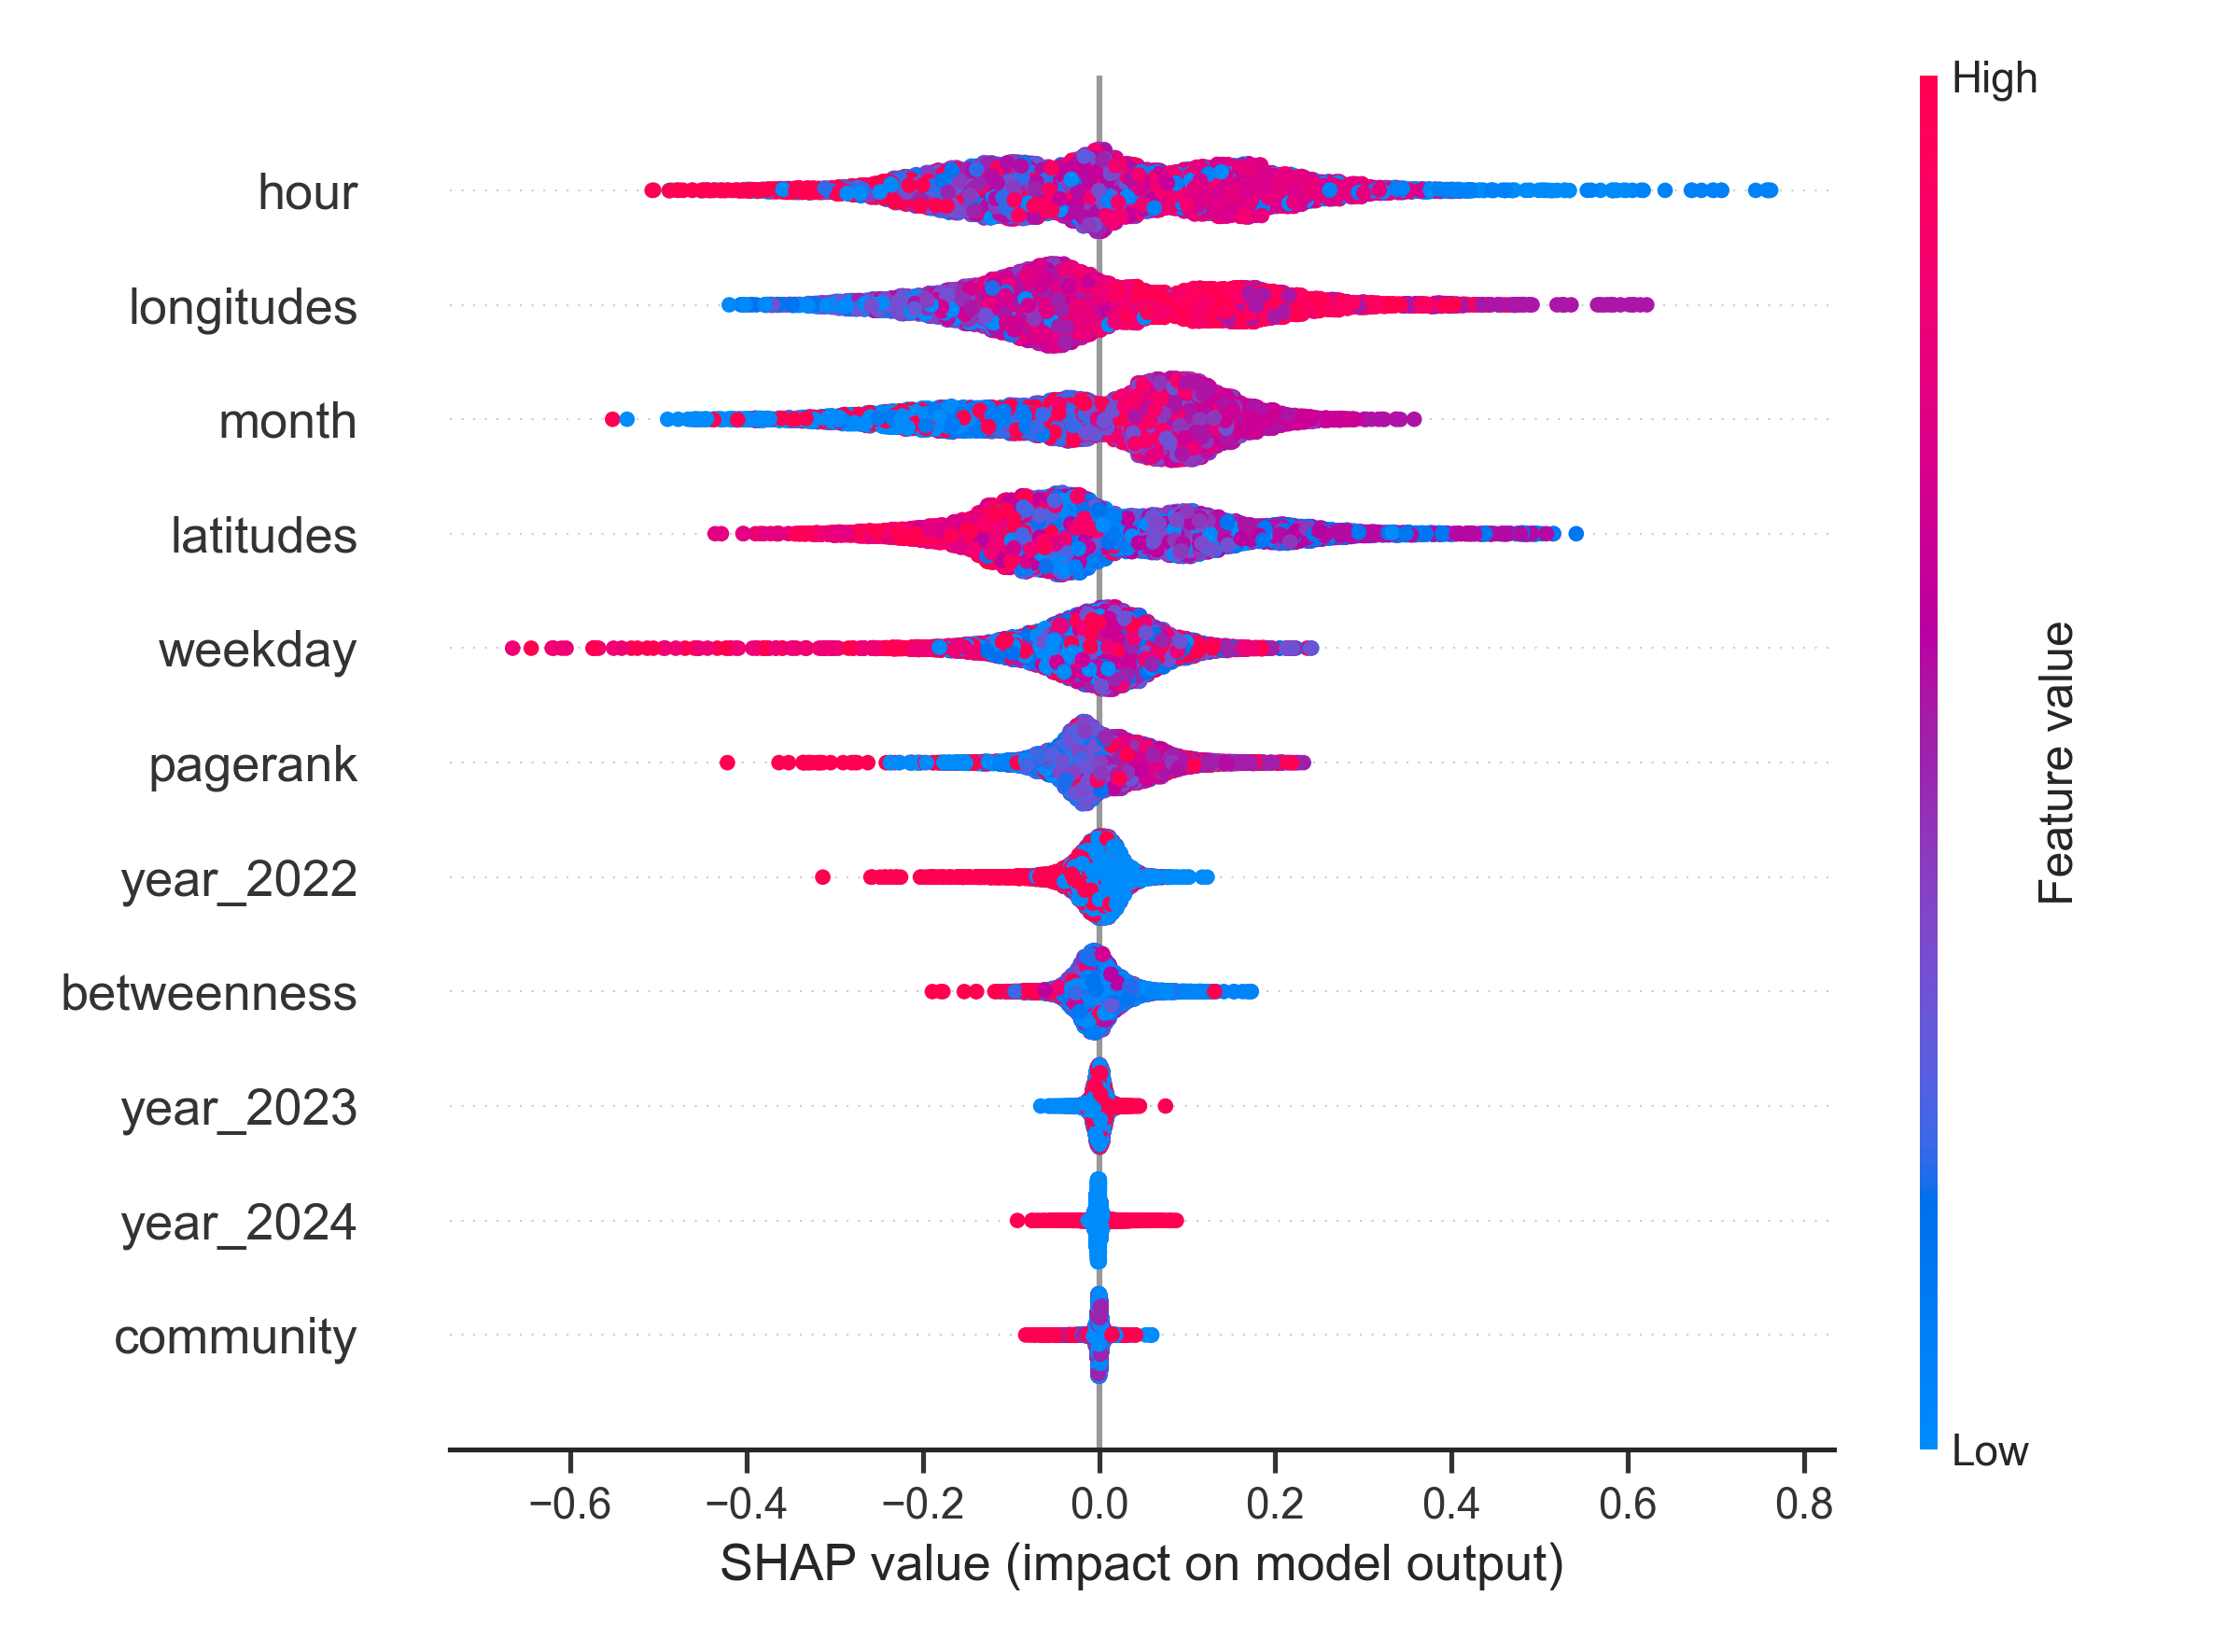 High
hour
longitudes
month
latitudes
weekday
pagerank
year_2022
betweenness
year_2023
year_2024
community
Feature value
Low
−0.6 −0.4 −0.2 0.0 0.2 0.4 0.6 0.8
SHAP value (impact on model output)